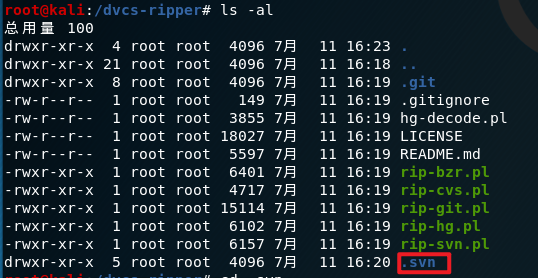 root@kali:/dvcs-ripper# ls -al
总用量 100
drwxr-xr-x  4 root root  4096 7月  11 16:23 .
drwxr-xr-x 21 root root  4096 7月  11 16:18 ..
drwxr-xr-x  8 root root  4096 7月  11 16:19 .git
-rw-r--r--  1 root root   149 7月  11 16:19 .gitignore
-rw-r--r--  1 root root  3855 7月  11 16:19 hg-decode.pl
-rw-r--r--  1 root root 18027 7月  11 16:19 LICENSE
-rw-r--r--  1 root root  5597 7月  11 16:19 README.md
-rwxr-xr-x  1 root root  6401 7月  11 16:19 rip-bzr.pl
-rwxr-xr-x  1 root root  4717 7月  11 16:19 rip-cvs.pl
-rwxr-xr-x  1 root root 15114 7月  11 16:19 rip-git.pl
-rwxr-xr-x  1 root root  6102 7月  11 16:19 rip-hg.pl
-rwxr-xr-x  1 root root  6157 7月  11 16:19 rip-svn.pl
drwxr-xr-x  5 root root  4096 7月  11 16:20 .svn